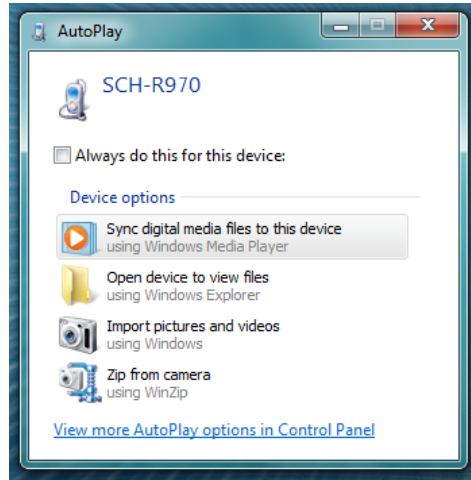 AutoPlay
SCH-R970
Always do this for this device:
Device options
Sync digital media files to this device
using Windows Media Player
Open device to view files
using Windows Explorer
Import pictures and videos
using Windows
Zip from camera
using WinZip
View more AutoPlay options in Control Panel